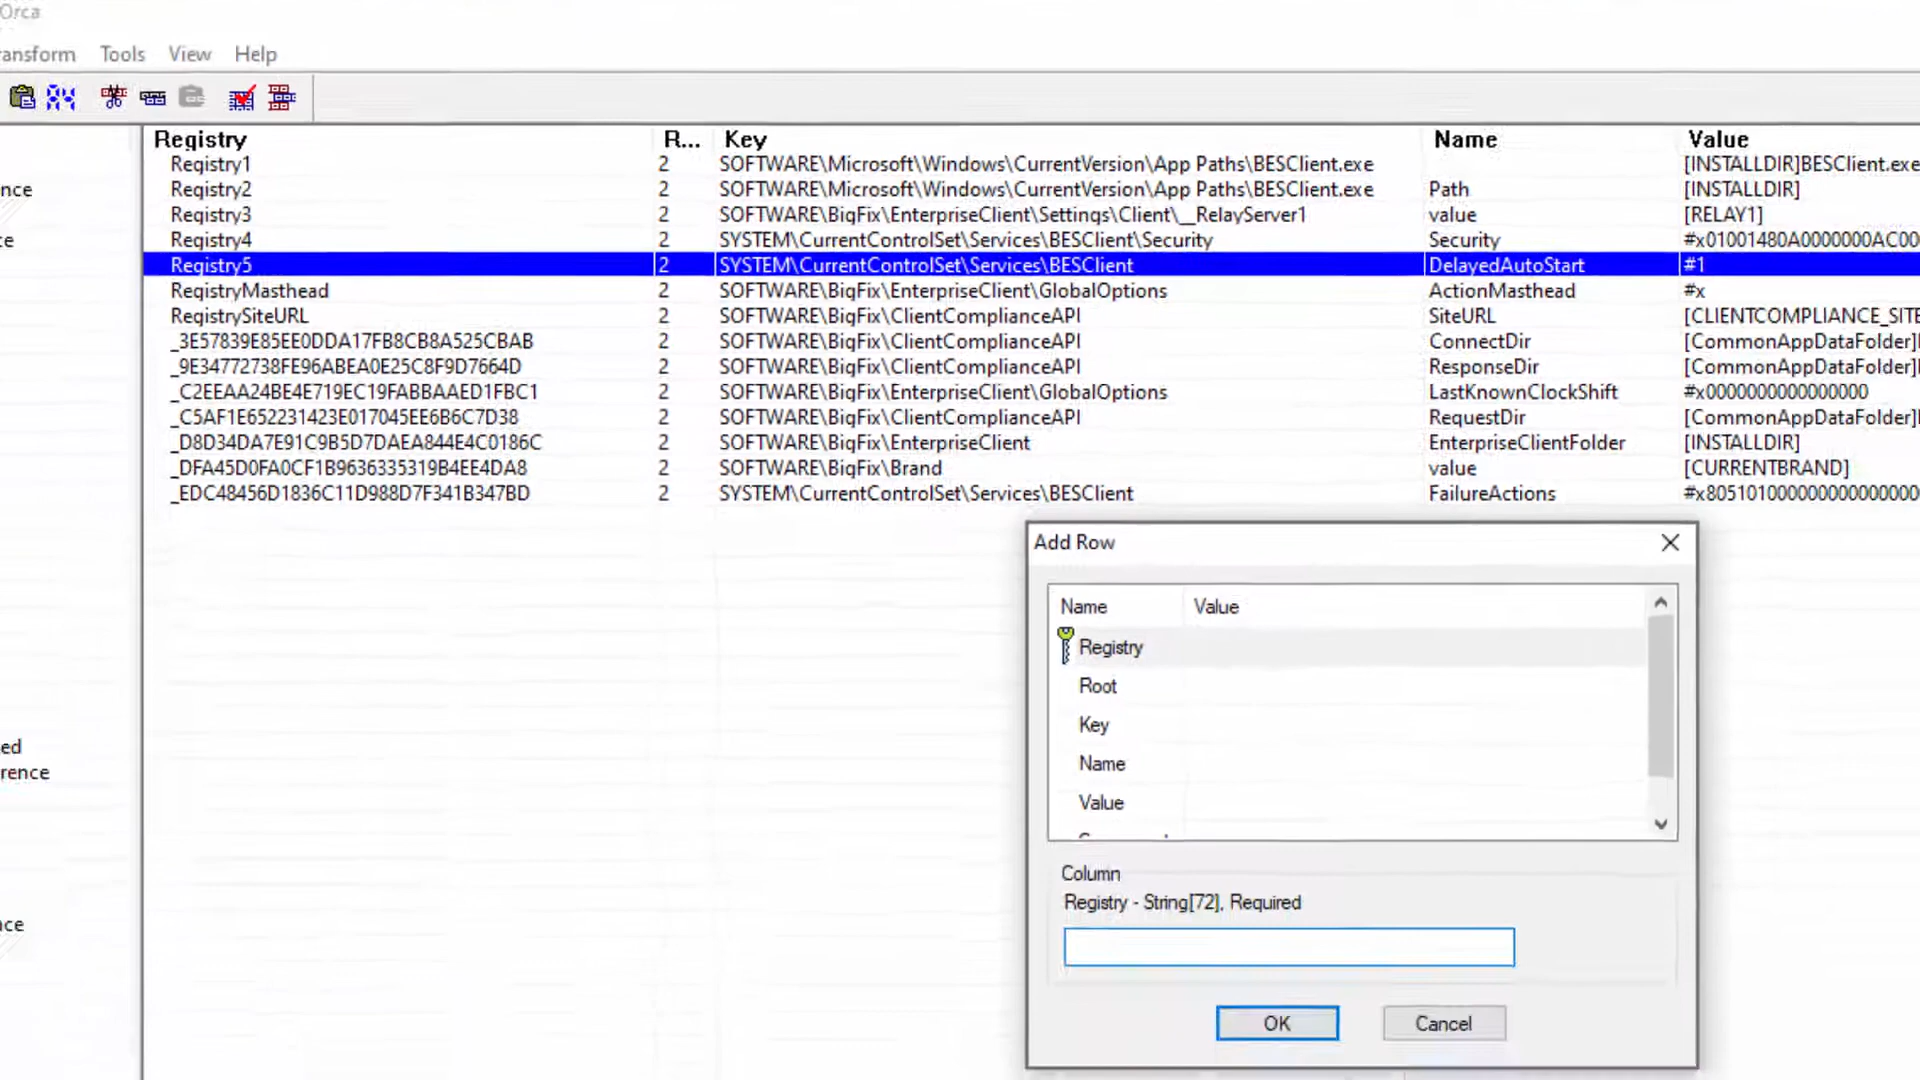 Orca
ransform Tools View Help
Registry R... Key Name Value
Registry1 2 SOFTWARE\Microsoft\Windows\CurrentVersion\App Paths\BESClient.exe [INSTALLDIR]BESClient.exe
nce Registry2 2 SOFTWARE\Microsoft\Windows\CurrentVersion\App Paths\BESClient.exe Path [INSTALLDIR]
Registry3 2 SOFTWARE\BigFix\EnterpriseClient\Settings\Client\__RelayServer1 value [RELAY1]
ce Registry4 2 SYSTEM\CurrentControlSet\Services\BESClient\Security Security #x01001480A0000000AC00
Registry5 2 SYSTEM\CurrentControlSet\Services\BESClient DelayedAutoStart #1
RegistryMasthead 2 SOFTWARE\BigFix\EnterpriseClient\GlobalOptions ActionMasthead #x
RegistrySiteURL 2 SOFTWARE\BigFix\ClientComplianceAPI SiteURL [CLIENTCOMPLIANCE_SITE
_3E57839E85EE0DDA17FB8CB8A525CBAB 2 SOFTWARE\BigFix\ClientComplianceAPI ConnectDir [CommonAppDataFolder]
_9E34772738FE96ABEA0E25C8F9D7664D 2 SOFTWARE\BigFix\ClientComplianceAPI ResponseDir [CommonAppDataFolder]
_C2EEAA24BE4E719EC19FABBAAED1FBC1 2 SOFTWARE\BigFix\EnterpriseClient\GlobalOptions LastKnownClockShift #x0000000000000000
_C5AF1E652231423E017045EE6B6C7D38 2 SOFTWARE\BigFix\ClientComplianceAPI RequestDir [CommonAppDataFolder]
_D8D34DA7E91C9B5D7DAEA844E4C0186C 2 SOFTWARE\BigFix\EnterpriseClient EnterpriseClientFolder [INSTALLDIR]
_DFA45D0FA0CF1B9636335319B4EE4DA8 2 SOFTWARE\BigFix\Brand value [CURRENTBRAND]
_EDC48456D1836C11D988D7F341B347BD 2 SYSTEM\CurrentControlSet\Services\BESClient FailureActions #x8051010000000000000000
Add Row
Name Value
Registry
Root
Key
ed
Name
rence
Value
Column
Registry - String[72], Required
nce
OK Cancel